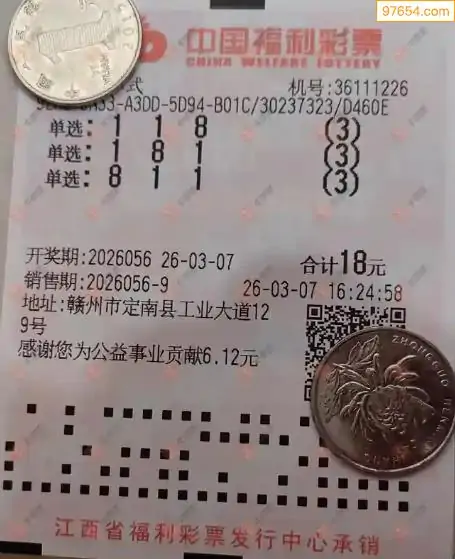 97654.com
中国福利彩票
CHINA WELFARE LOTTERY
式 机号:36111226
A3DD-5D94-B01C/30237323/D460E
单选: 1 1 8 (3)
单选: 1 8 1 (3)
单选: 8 1 1 (3)
开奖期:2026056 26-03-07 合计18元
销售期:2026056-9 26-03-07 16:24:58
地址:赣州市定南县工业大道12
9号
感谢您为公益事业贡献6.12元
ZHONGGUO RENMIN
江西省福利彩票发行中心承销